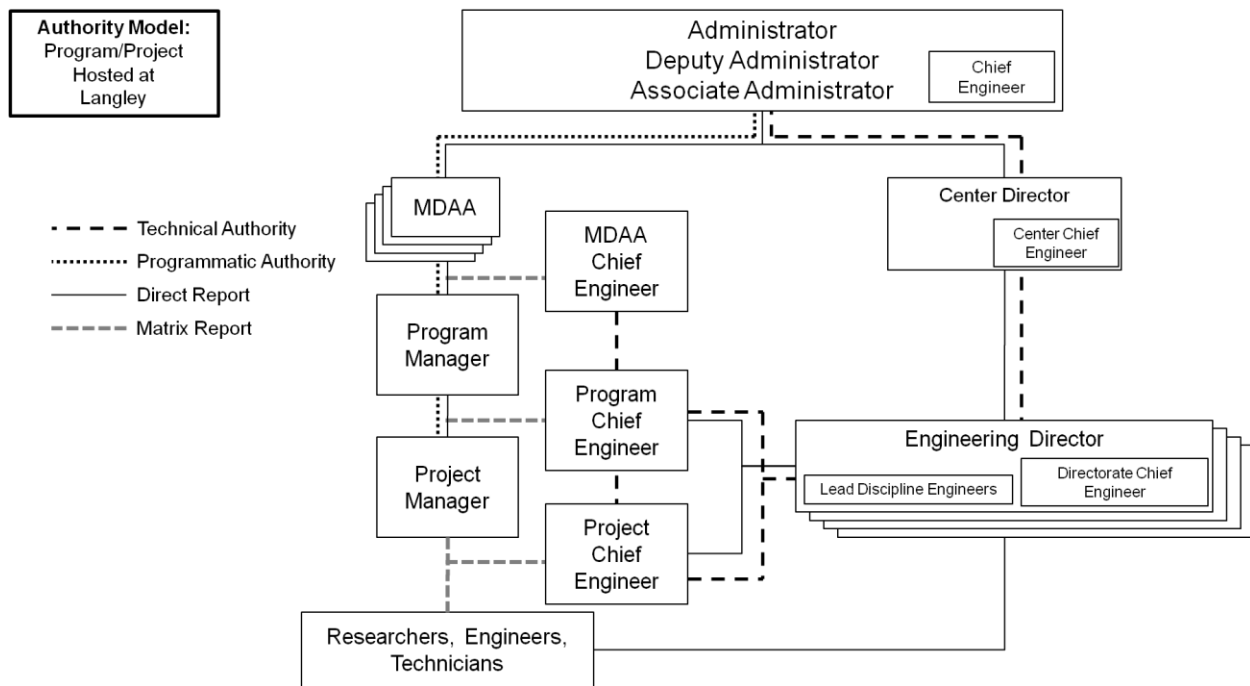 Authority Model:
Program/Project
Hosted at
Langley
Administrator
Deputy Administrator
Associate Administrator
Chief
Engineer
MDAA
Center Director
Center Chief
Engineer
Technical Authority
Programmatic Authority
Direct Report
Matrix Report
MDAA
Chief
Engineer
Program
Manager
Program
Chief
Engineer
Engineering Director
Lead Discipline Engineers
Directorate Chief
Engineer
Project
Manager
Project
Chief
Engineer
Researchers, Engineers,
Technicians